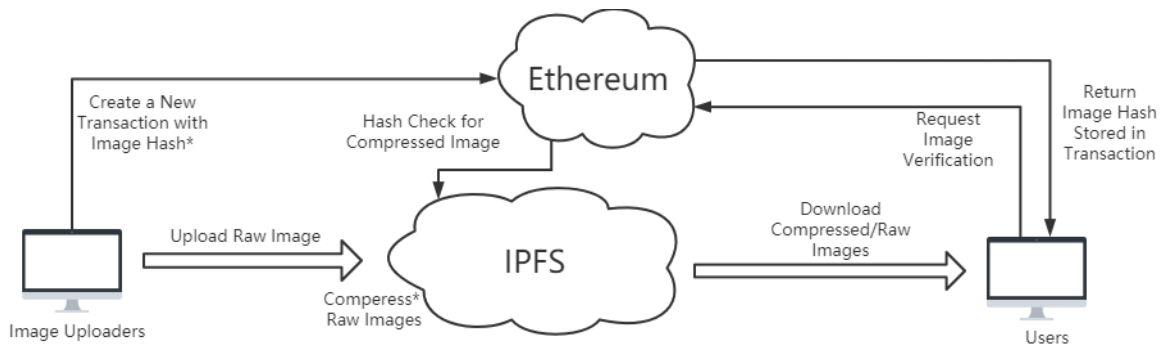 Ethereum
Create a New
Transaction with
Image Hash*
Hash Check for
Compressed Image
Request
Image
Verification
Return
Image Hash
Stored in
Transaction
Upload Raw Image
IPFS
Download
Compressed/Raw
Images
Comperess*
Raw Images
Image Uploaders
Users